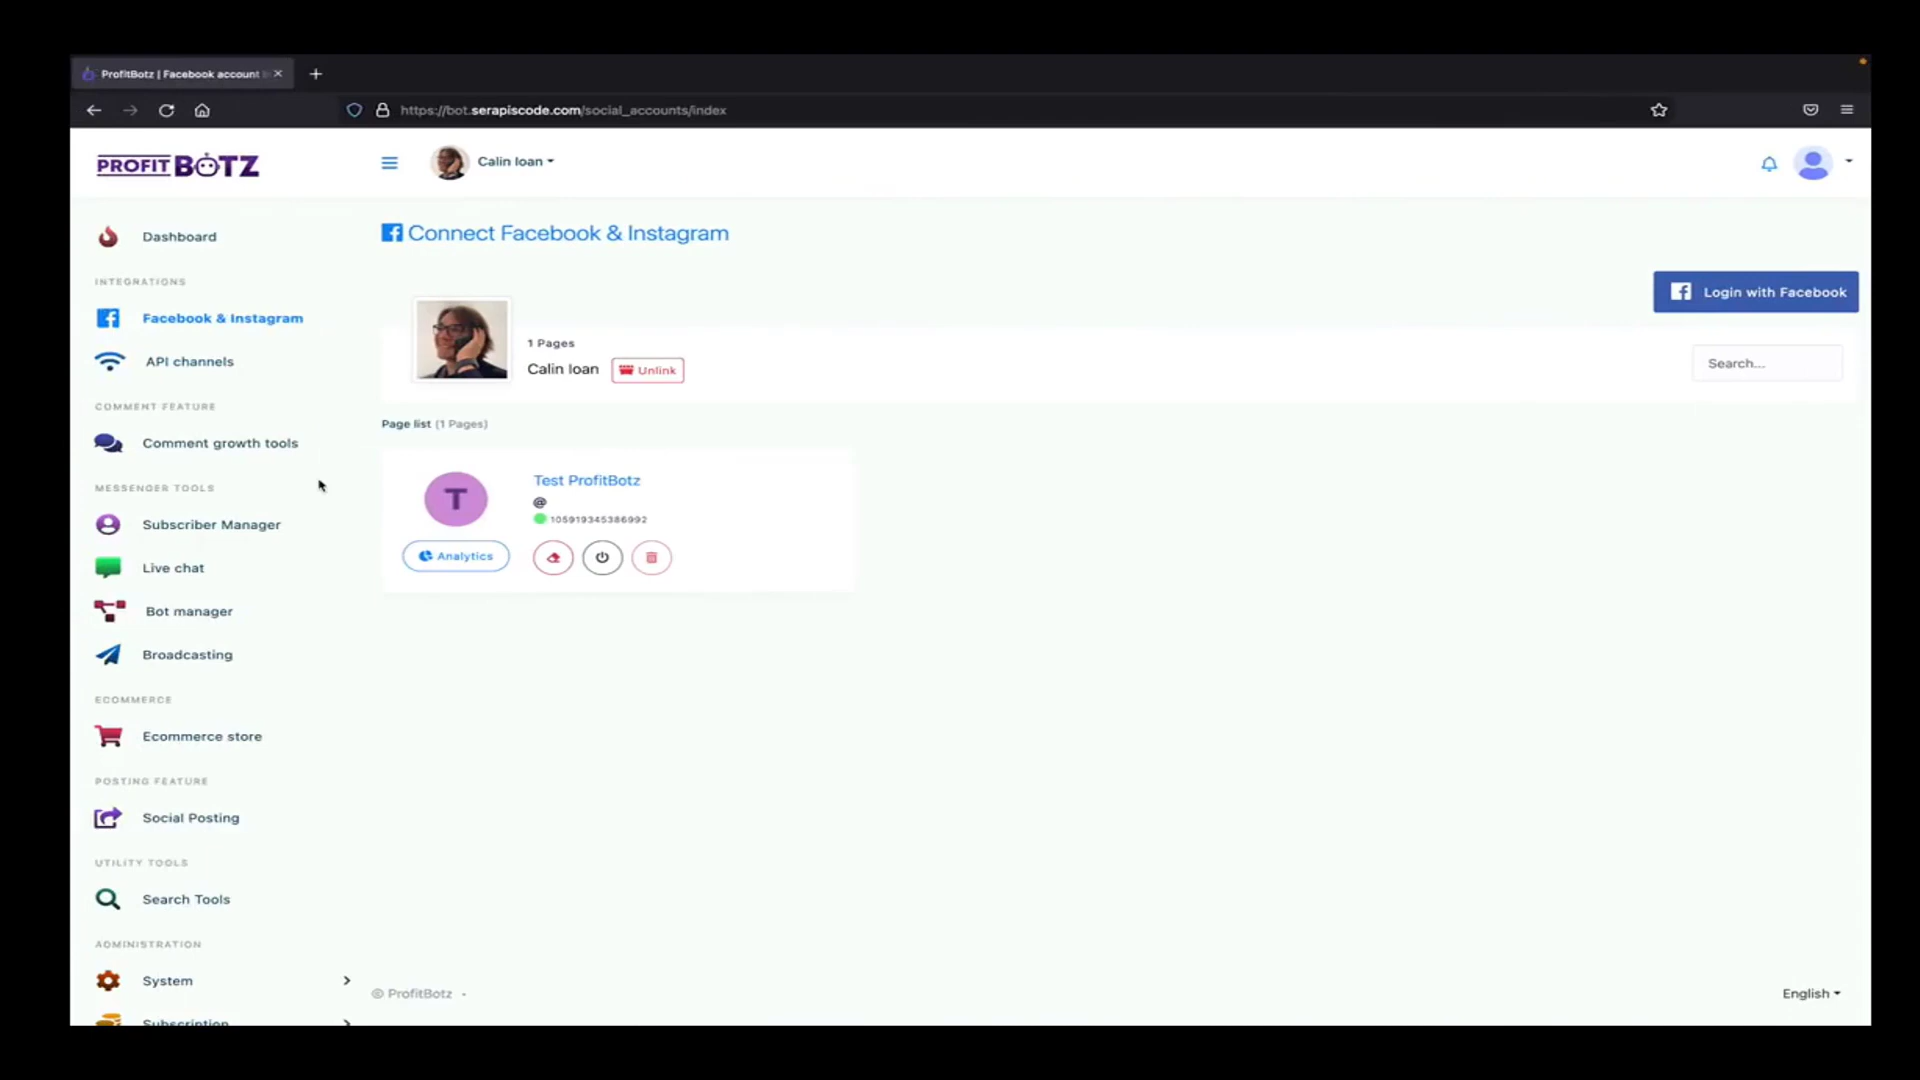 ProfitBotz | Facebook account
https://bot.serapiscode.com/social_accounts/index
PROFIT BOTZ
Calin Ioan
Dashboard
INTEGRATIONS
Facebook & Instagram
API channels
COMMENT FEATURE
Comment growth tools
MESSENGER TOOLS
Subscriber Manager
Live chat
Bot manager
Broadcasting
ECOMMERCE
Ecommerce store
POSTING FEATURE
Social Posting
UTILITY TOOLS
Search Tools
ADMINISTRATION
System
Subscription
Connect Facebook & Instagram
Login with Facebook
1 Pages
Calin Ioan Unlink
Search...
Page list (1 Pages)
T
Test ProfitBotz
@
105919345386992
Analytics
© ProfitBotz -
English